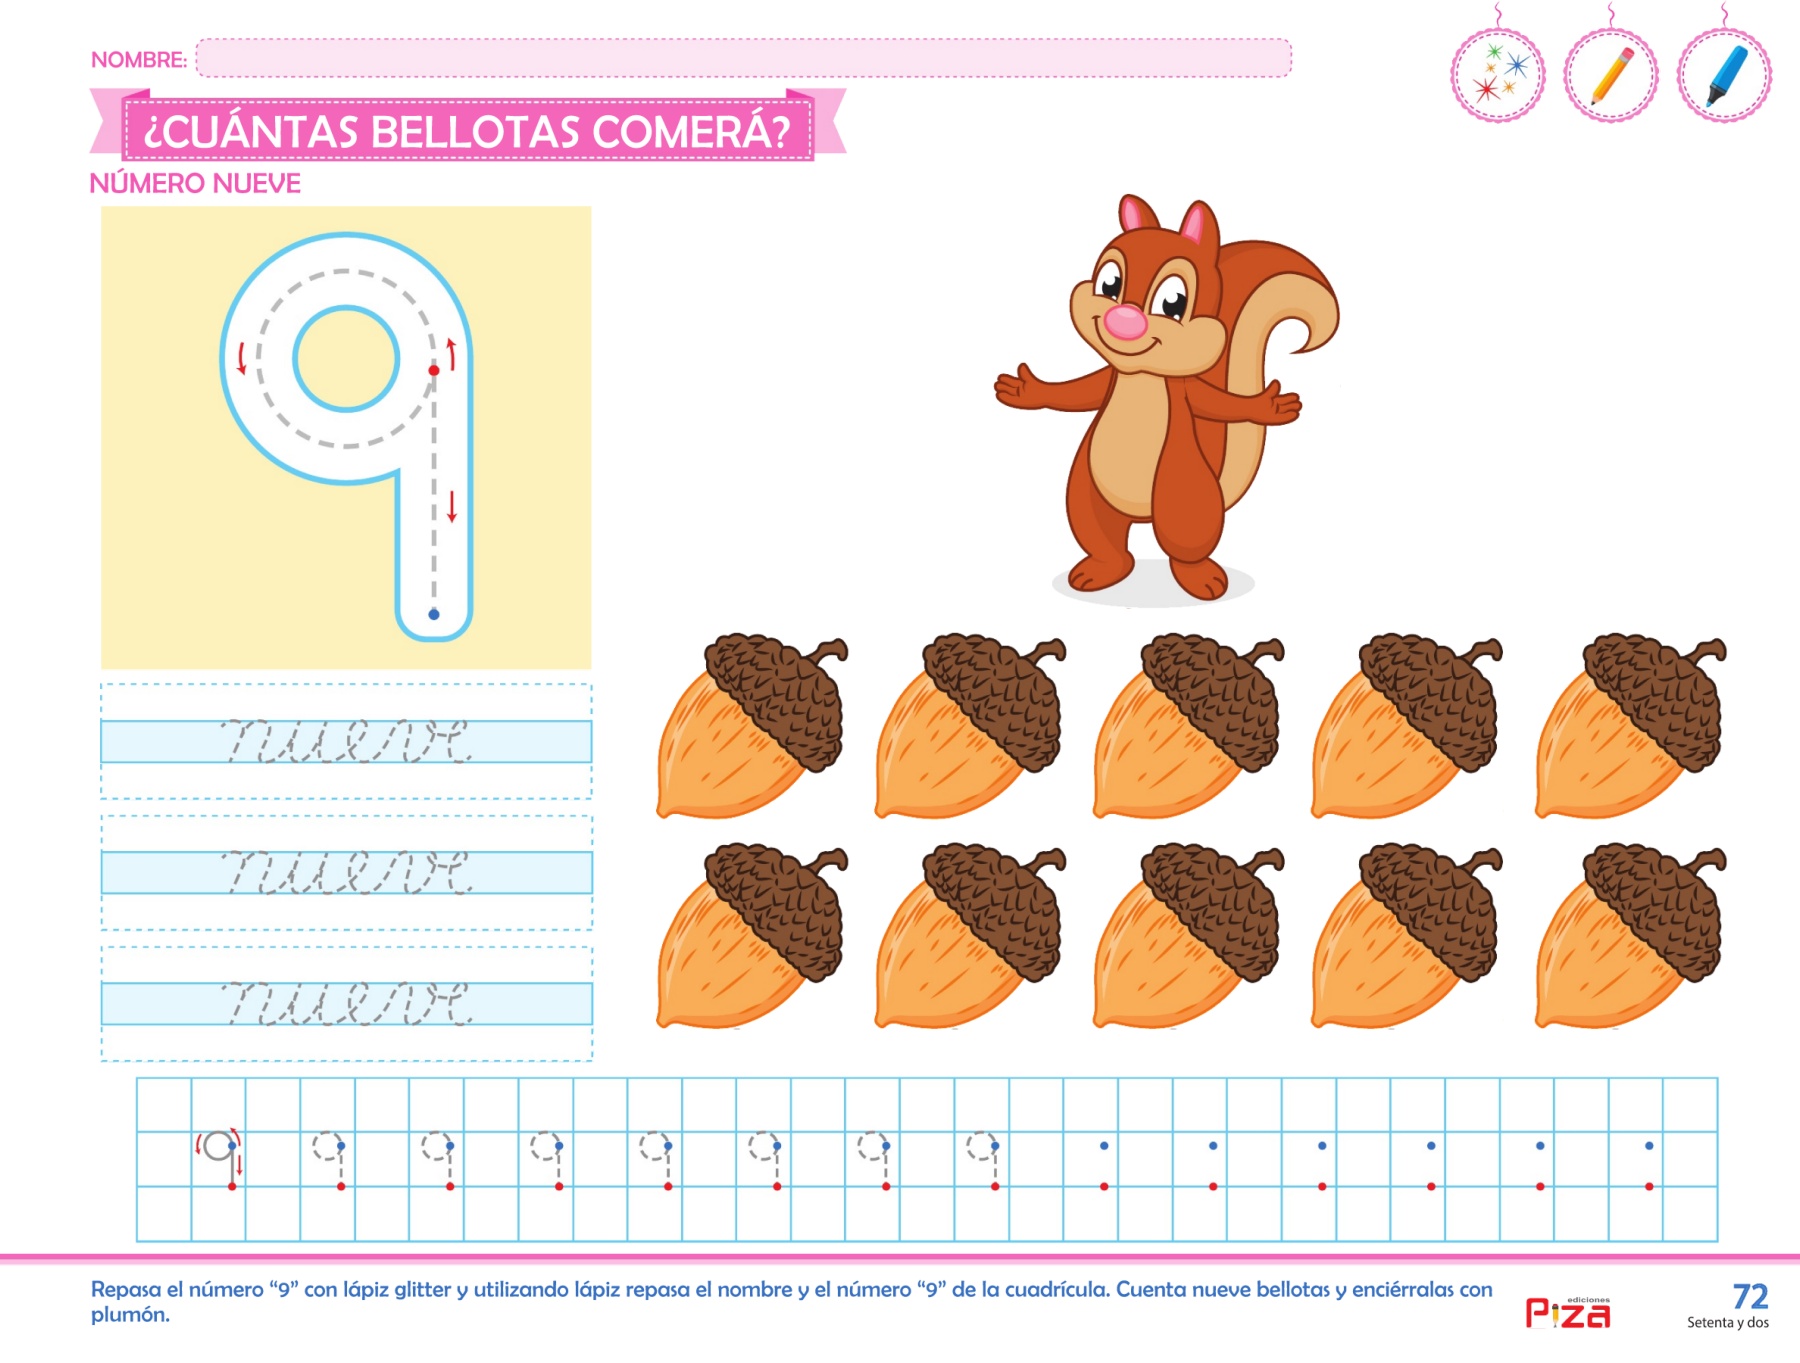 NOMBRE:
¿CUÁNTAS BELLOTAS COMERÁ?
NÚMERO NUEVE
9
nueve
nueve
nueve
9 9 9 9 9 9 9 9
Repasa el número “9” con lápiz glitter y utilizando lápiz repasa el nombre y el número “9” de la cuadrícula. Cuenta nueve bellotas y enciérralas con
plumón.
ediciones
Piza
72
Setenta y dos